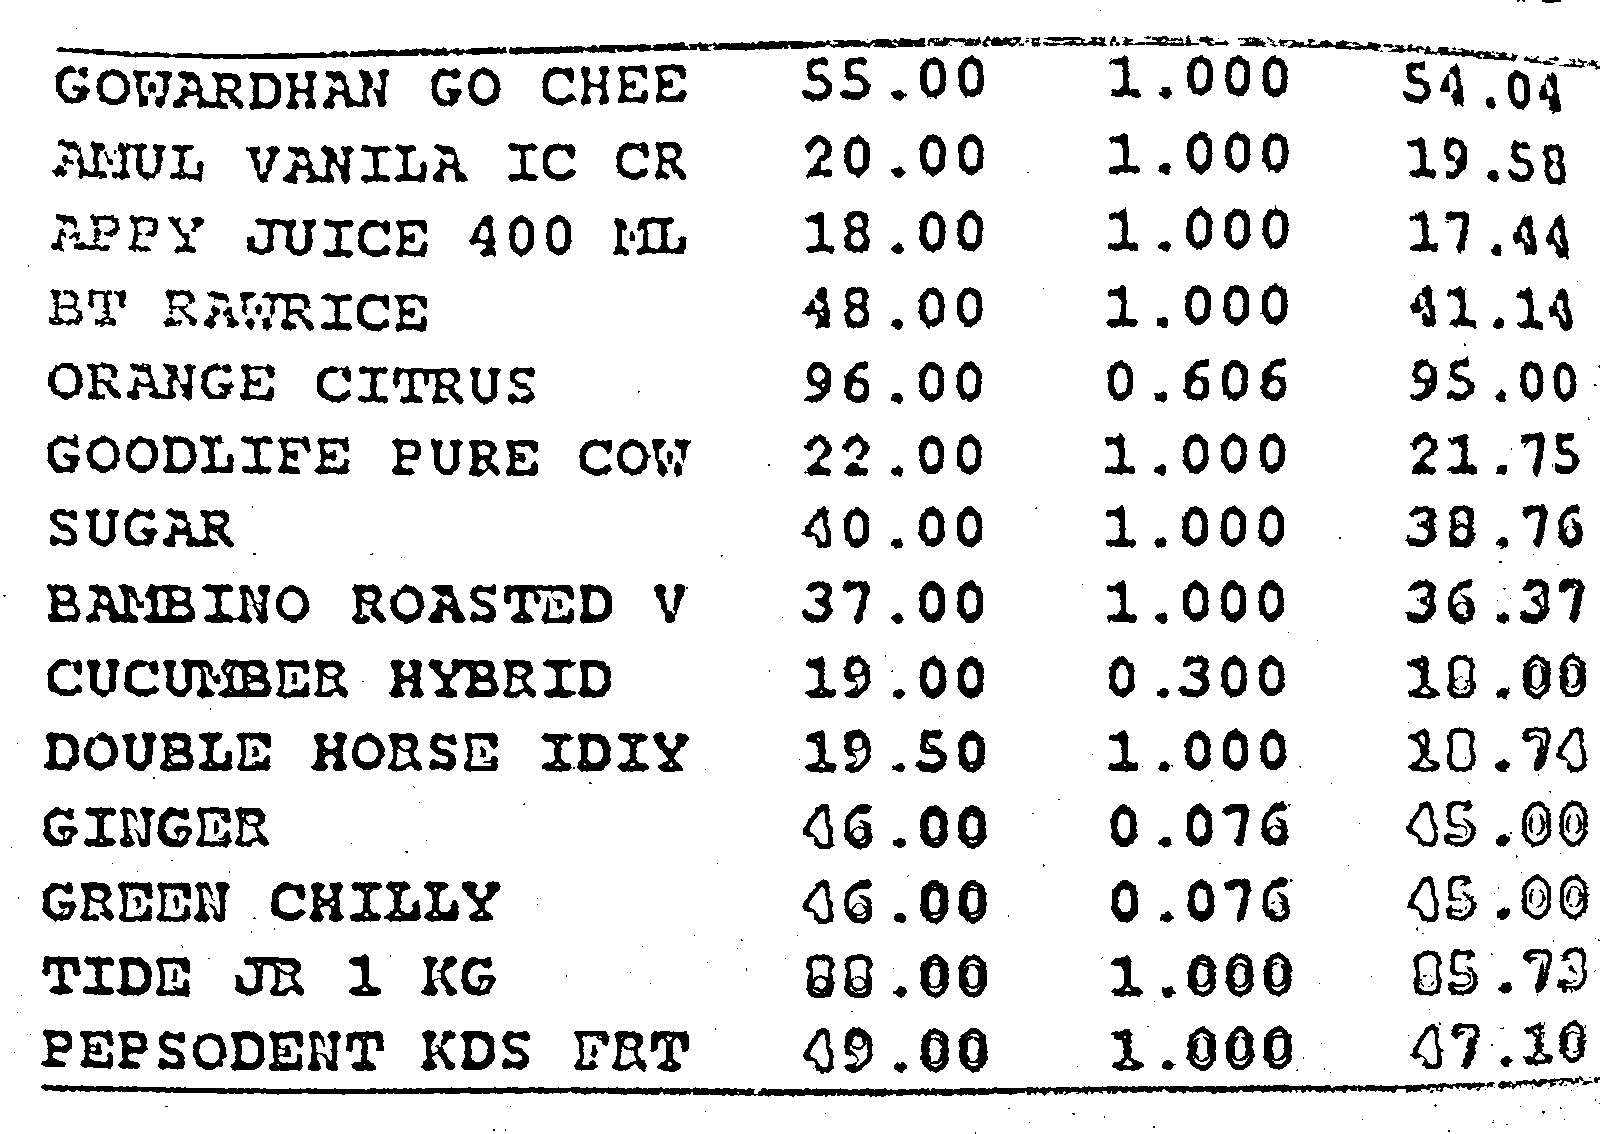 GOWARDHAN GO CHEE 55.00 1.000 54.04
AMUL VANILA IC CR 20.00 1.000 19.58
APPY JUICE 400 ML 18.00 1.000 17.44
BT RAWRICE 48.00 1.000 41.14
ORANGE CITRUS 96.00 0.606 95.00
GOODLIFE PURE COW 22.00 1.000 21.75
SUGAR 40.00 1.000 38.76
BAMBINO ROASTED V 37.00 1.000 36.37
CUCUMBER HYBRID 19.00 0.300 18.00
DOUBLE HORSE IDIY 19.50 1.000 18.74
GINGER 46.00 0.076 45.00
GREEN CHILLY 46.00 0.076 45.00
TIDE JR 1 KG 88.00 1.000 85.73
PEPSODENT KDS FRT 49.00 1.000 47.10